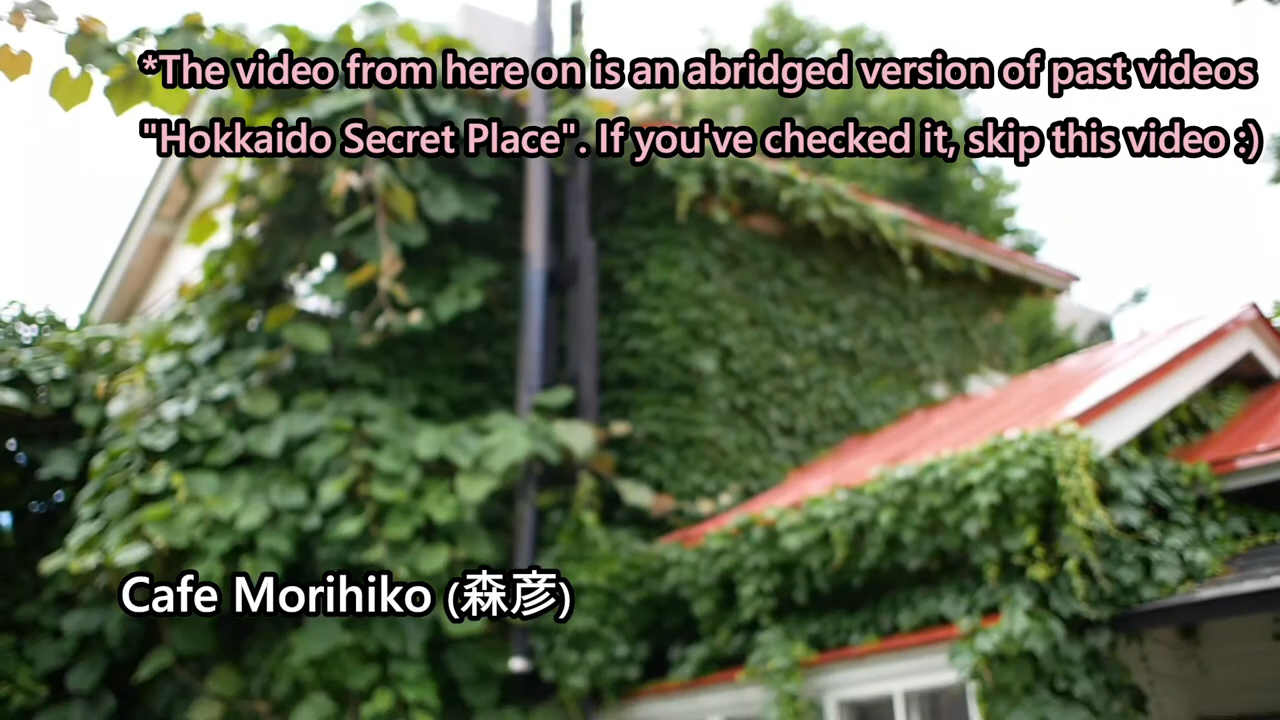 *The video from here on is an abridged version of past videos
"Hokkaido Secret Place". If you've checked it, skip this video :)
Cafe Morihiko (森彦)